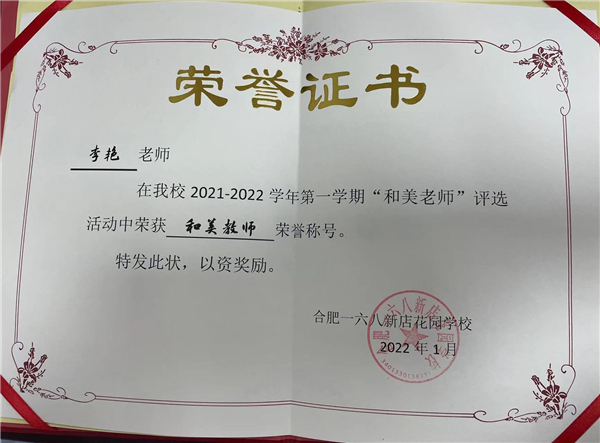 荣誉证书
李艳 老师
在我校 2021-2022 学年第一学期“和美老师”评选
活动中荣获 和美教师 荣誉称号。
特发此状，以资奖励。
合肥一六八新店花园学校
2022 年 1 月